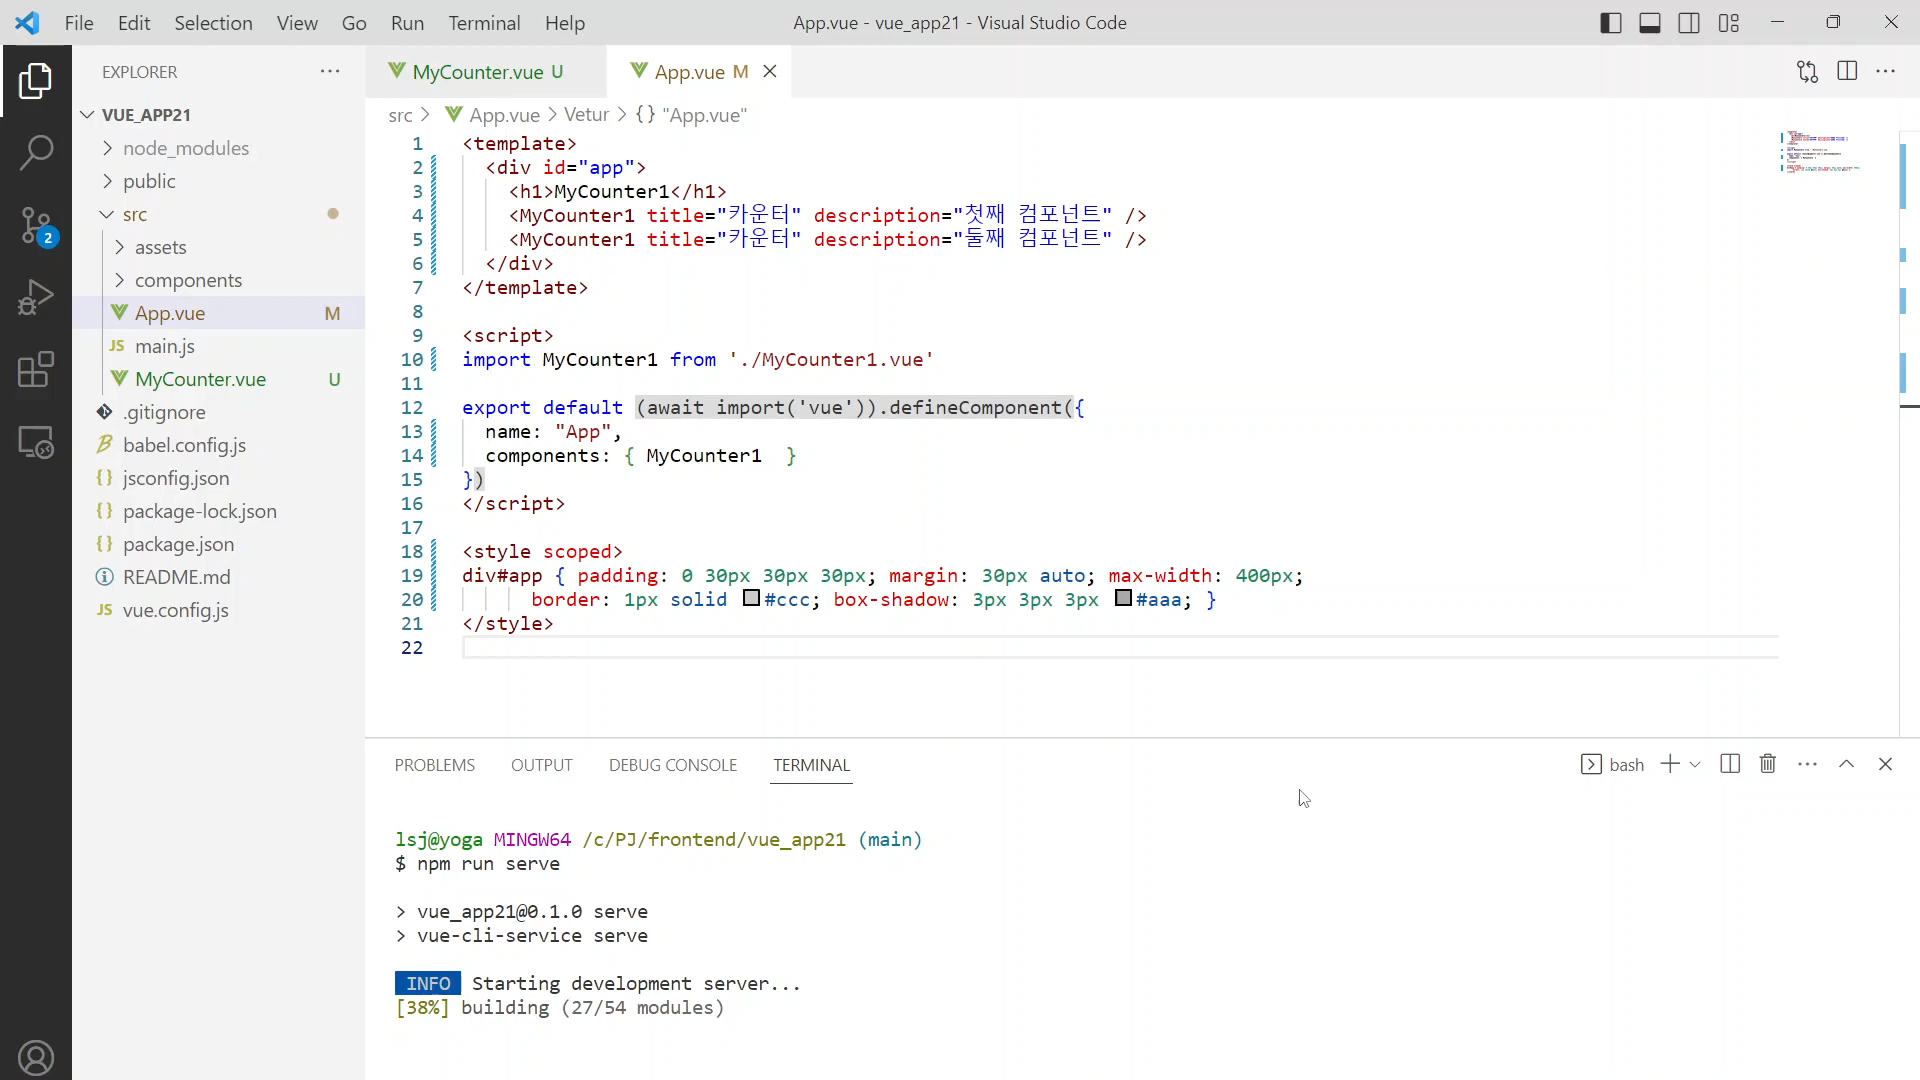 File Edit Selection View Go Run Terminal Help
App.vue - vue_app21 - Visual Studio Code
EXPLORER
VUE_APP21
node_modules
public
src
assets
components
App.vue M
main.js
MyCounter.vue U
.gitignore
babel.config.js
jsconfig.json
package-lock.json
package.json
README.md
vue.config.js
2
MyCounter.vue U
App.vue M
src > App.vue > Vetur > {} "App.vue"
1 <template>
2 <div id="app">
3 <h1>MyCounter1</h1>
4 <MyCounter1 title="카운터" description="첫째 컴포넌트" />
5 <MyCounter1 title="카운터" description="둘째 컴포넌트" />
6 </div>
7 </template>
8
9 <script>
10 import MyCounter1 from './MyCounter1.vue'
11
12 export default (await import('vue')).defineComponent({
13 name: "App",
14 components: { MyCounter1 }
15 })
16 </script>
17
18 <style scoped>
19 div#app { padding: 0 30px 30px 30px; margin: 30px auto; max-width: 400px;
20 border: 1px solid #ccc; box-shadow: 3px 3px 3px #aaa; }
21 </style>
22
PROBLEMS OUTPUT DEBUG CONSOLE TERMINAL
bash
lsj@yoga MINGW64 /c/PJ/frontend/vue_app21 (main)
$ npm run serve
> vue_app21@0.1.0 serve
> vue-cli-service serve
INFO Starting development server...
[38%] building (27/54 modules)